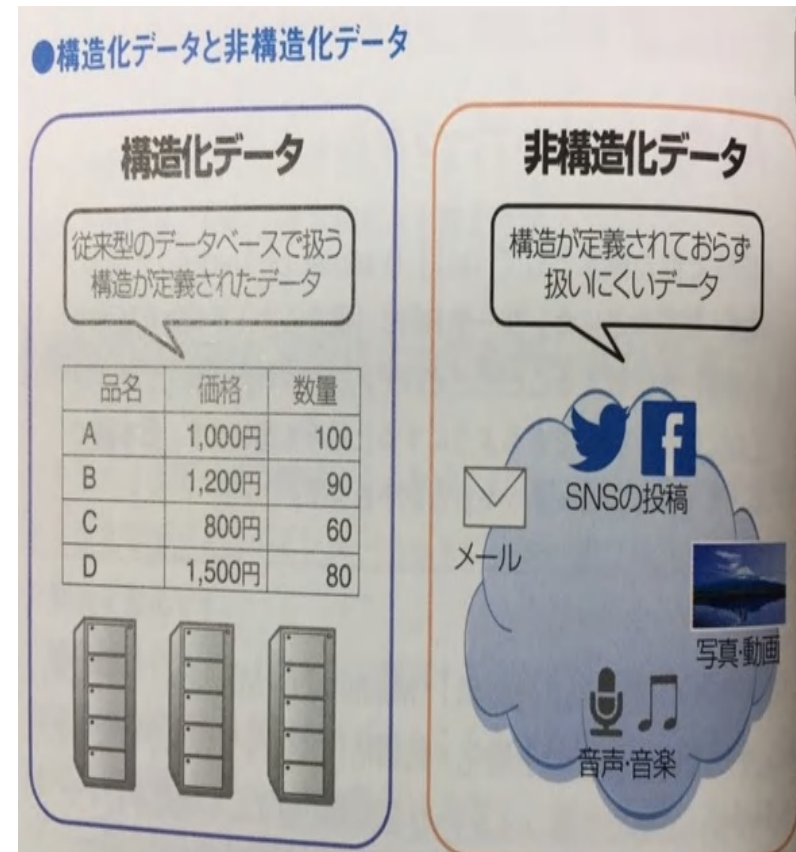 ●構造化データと非構造化データ
構造化データ
従来型のデータベースで扱う
構造が定義されたデータ
品名 価格 数量
A 1,000円 100
B 1,200円 90
C 800円 60
D 1,500円 80
非構造化データ
構造が定義されておらず
扱いにくいデータ
SNSの投稿
メール
写真・動画
音声・音楽